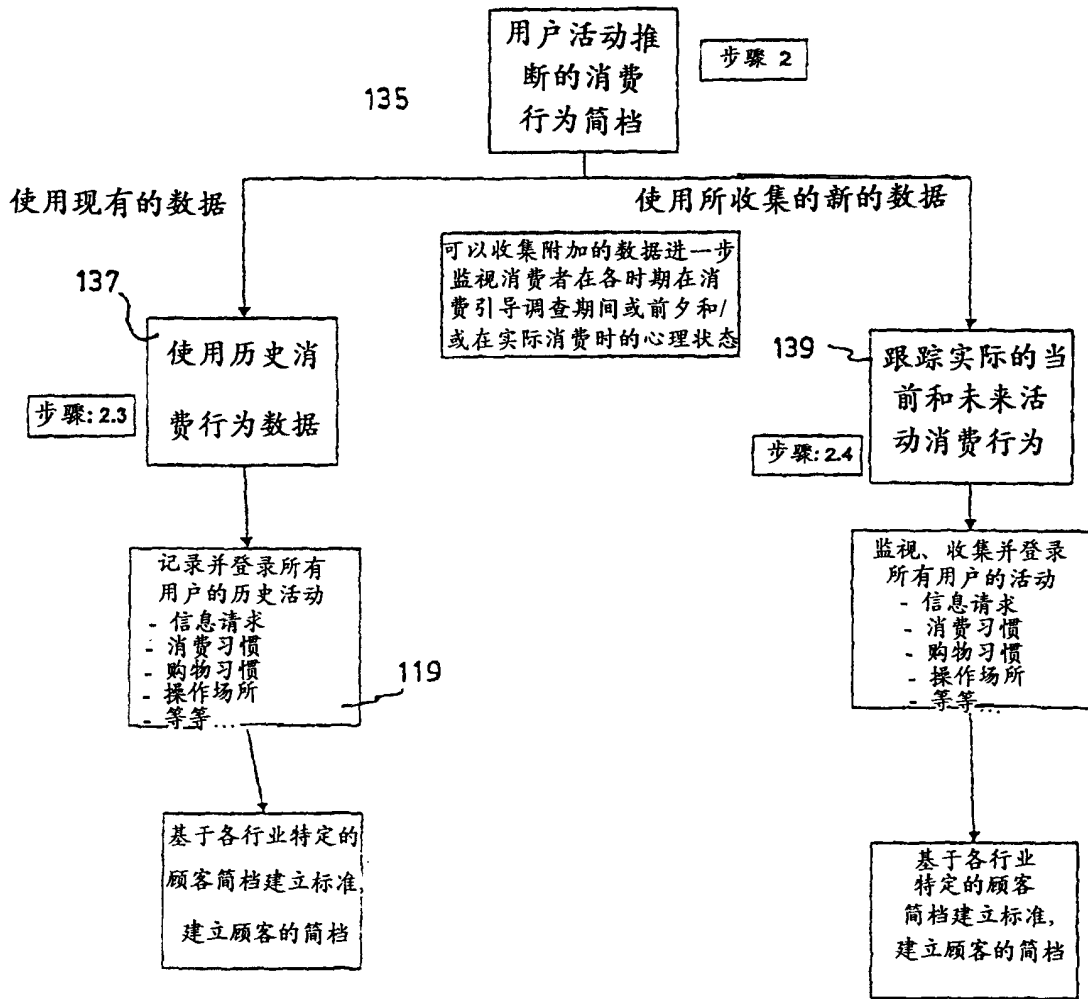 用户活动推
断的消费
行为简档
步骤 2
135
使用现有的数据
使用所收集的新的数据
可以收集附加的数据进一步
监视消费者在各时期在消
费引导调查期间或前夕和/
或在实际消费时的心理状态
137
使用历史消
费行为数据
步骤:2.3
139
跟踪实际的当
前和未来活
动消费行为
步骤:2.4
记录并登录所有
用户的历史活动
- 信息请求
- 消费习惯
- 购物习惯
- 操作场所
- 等等...
119
监视、收集并登录
所有用户的活动
- 信息请求
- 消费习惯
- 购物习惯
- 操作场所
- 等等...
基于各行业特定的
顾客简档建立标准,
建立顾客的简档
基于各行业
特定的顾客
简档建立标准,
建立顾客的简档